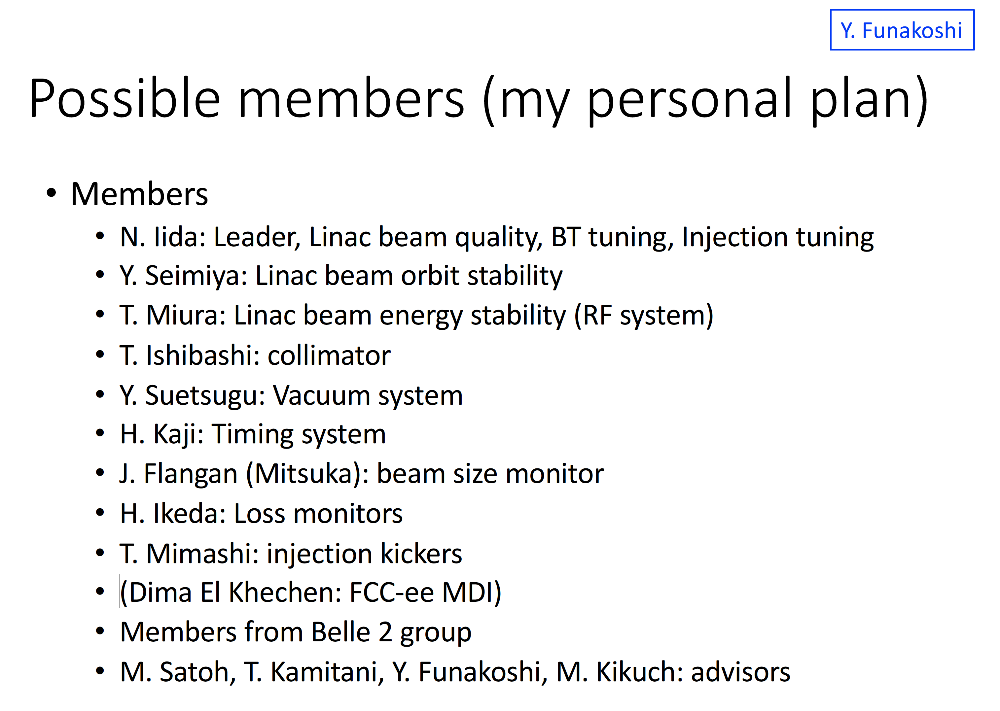 Y. Funakoshi
Possible members (my personal plan)
• Members
• N. Iida: Leader, Linac beam quality, BT tuning, Injection tuning
• Y. Seimiya: Linac beam orbit stability
• T. Miura: Linac beam energy stability (RF system)
• T. Ishibashi: collimator
• Y. Suetsugu: Vacuum system
• H. Kaji: Timing system
• J. Flangan (Mitsuka): beam size monitor
• H. Ikeda: Loss monitors
• T. Mimashi: injection kickers
• (Dima El Khechen: FCC-ee MDI)
• Members from Belle 2 group
• M. Satoh, T. Kamitani, Y. Funakoshi, M. Kikuch: advisors